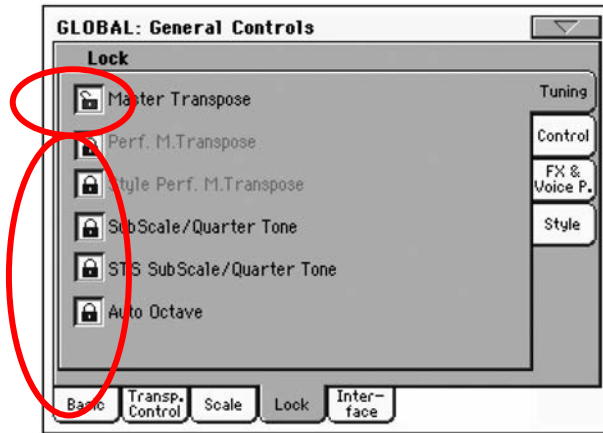 GLOBAL: General Controls
Lock
Master Transpose
Perf. M.Transpose
Style Perf. M.Transpose
SubScale/Quarter Tone
STS SubScale/Quarter Tone
Auto Octave
Tuning
Control
FX &
Voice P.
Style
Basic
Transp.
Control
Scale
Lock
Inter-
face